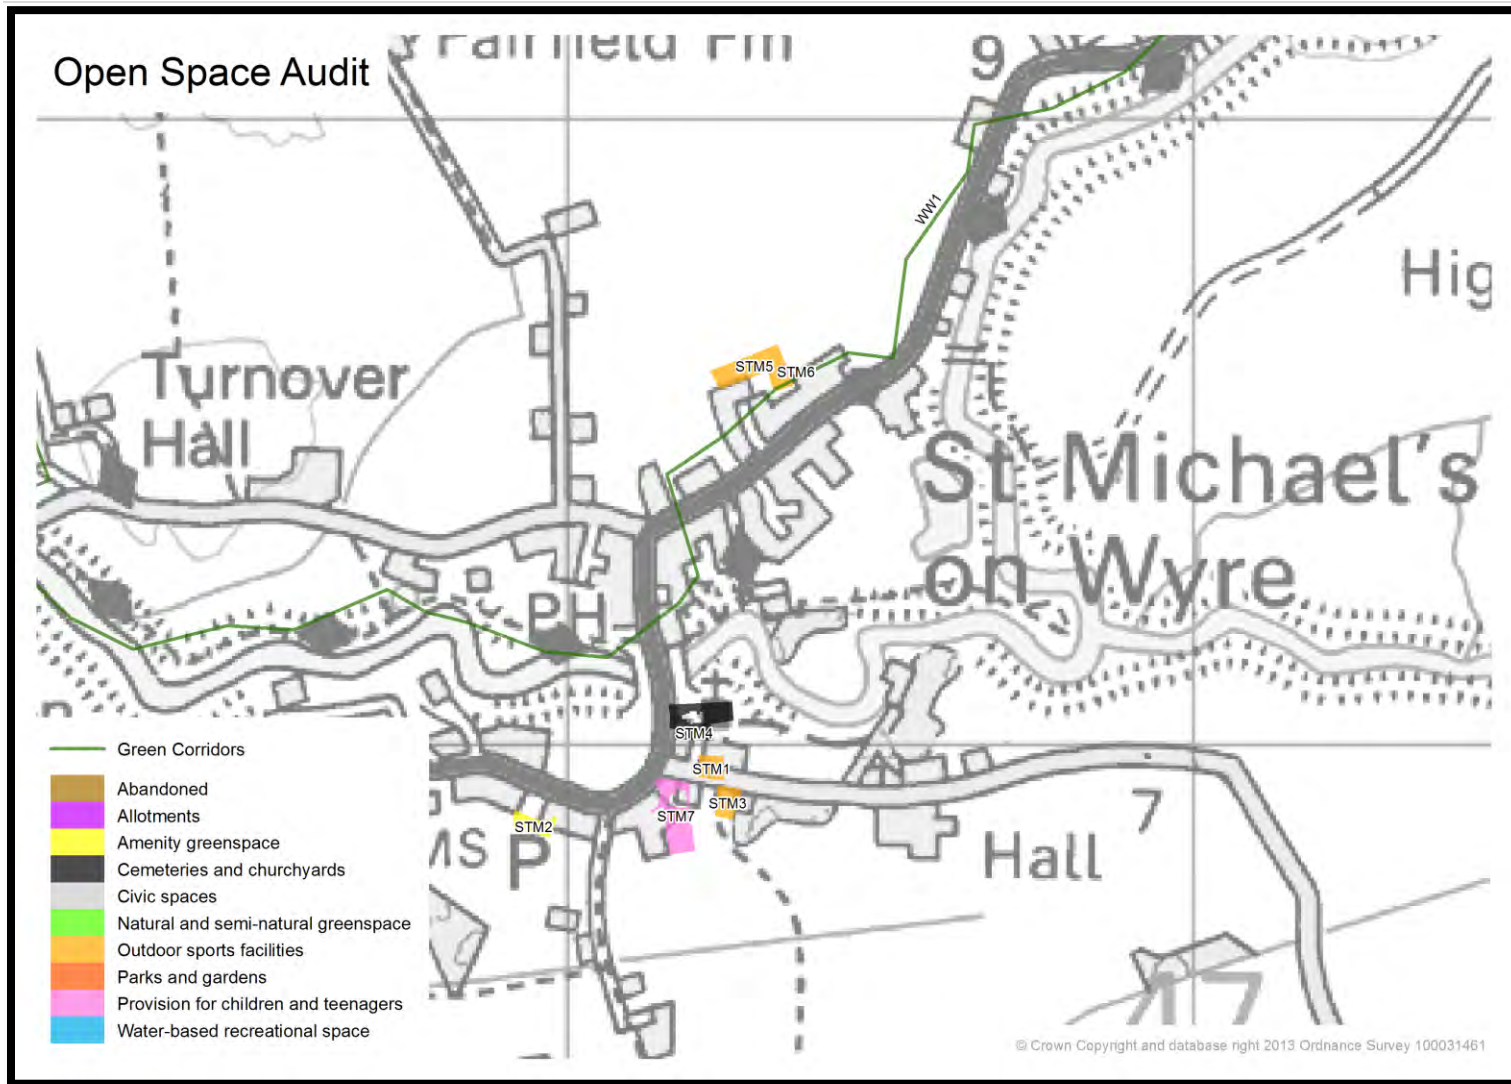 Fairfield Fm
9
Open Space Audit
WW1
Hig
STM5
STM6
Turnover
Hall
St Michael's
on Wyre
PH
STM4
STM1
STM3
STM7
STM2
MS
P
7
Hall
17
Green Corridors
Abandoned
Allotments
Amenity greenspace
Cemeteries and churchyards
Civic spaces
Natural and semi-natural greenspace
Outdoor sports facilities
Parks and gardens
Provision for children and teenagers
Water-based recreational space
© Crown Copyright and database right 2013 Ordnance Survey 100031461